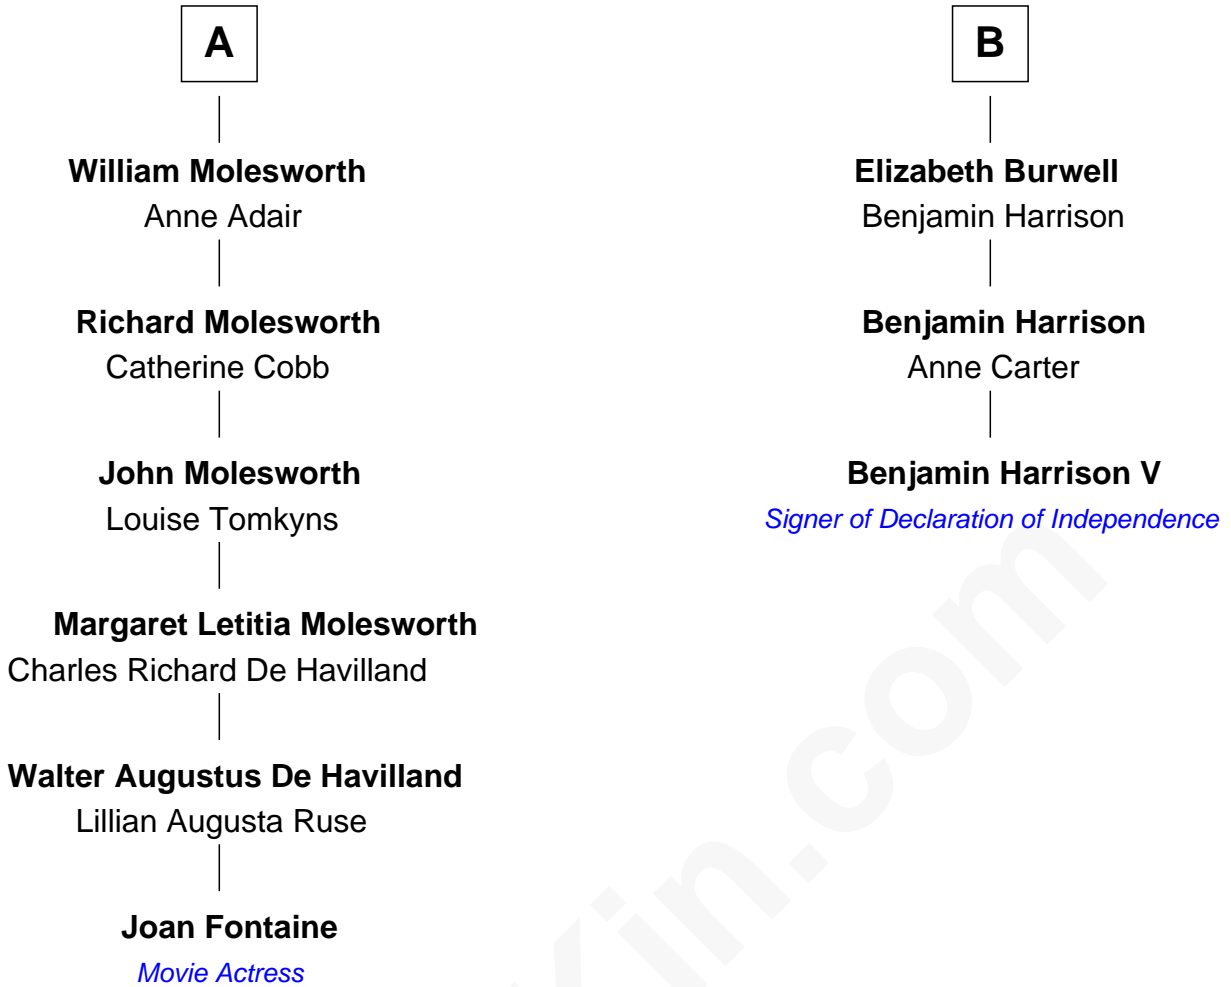 A
William Molesworth
Anne Adair
Richard Molesworth
Catherine Cobb
John Molesworth
Louise Tomkyns
Margaret Letitia Molesworth
Charles Richard De Havilland
Walter Augustus De Havilland
Lillian Augusta Ruse
Joan Fontaine
Movie Actress
B
Elizabeth Burwell
Benjamin Harrison
Benjamin Harrison
Anne Carter
Benjamin Harrison V
Signer of Declaration of Independence
Kin.com